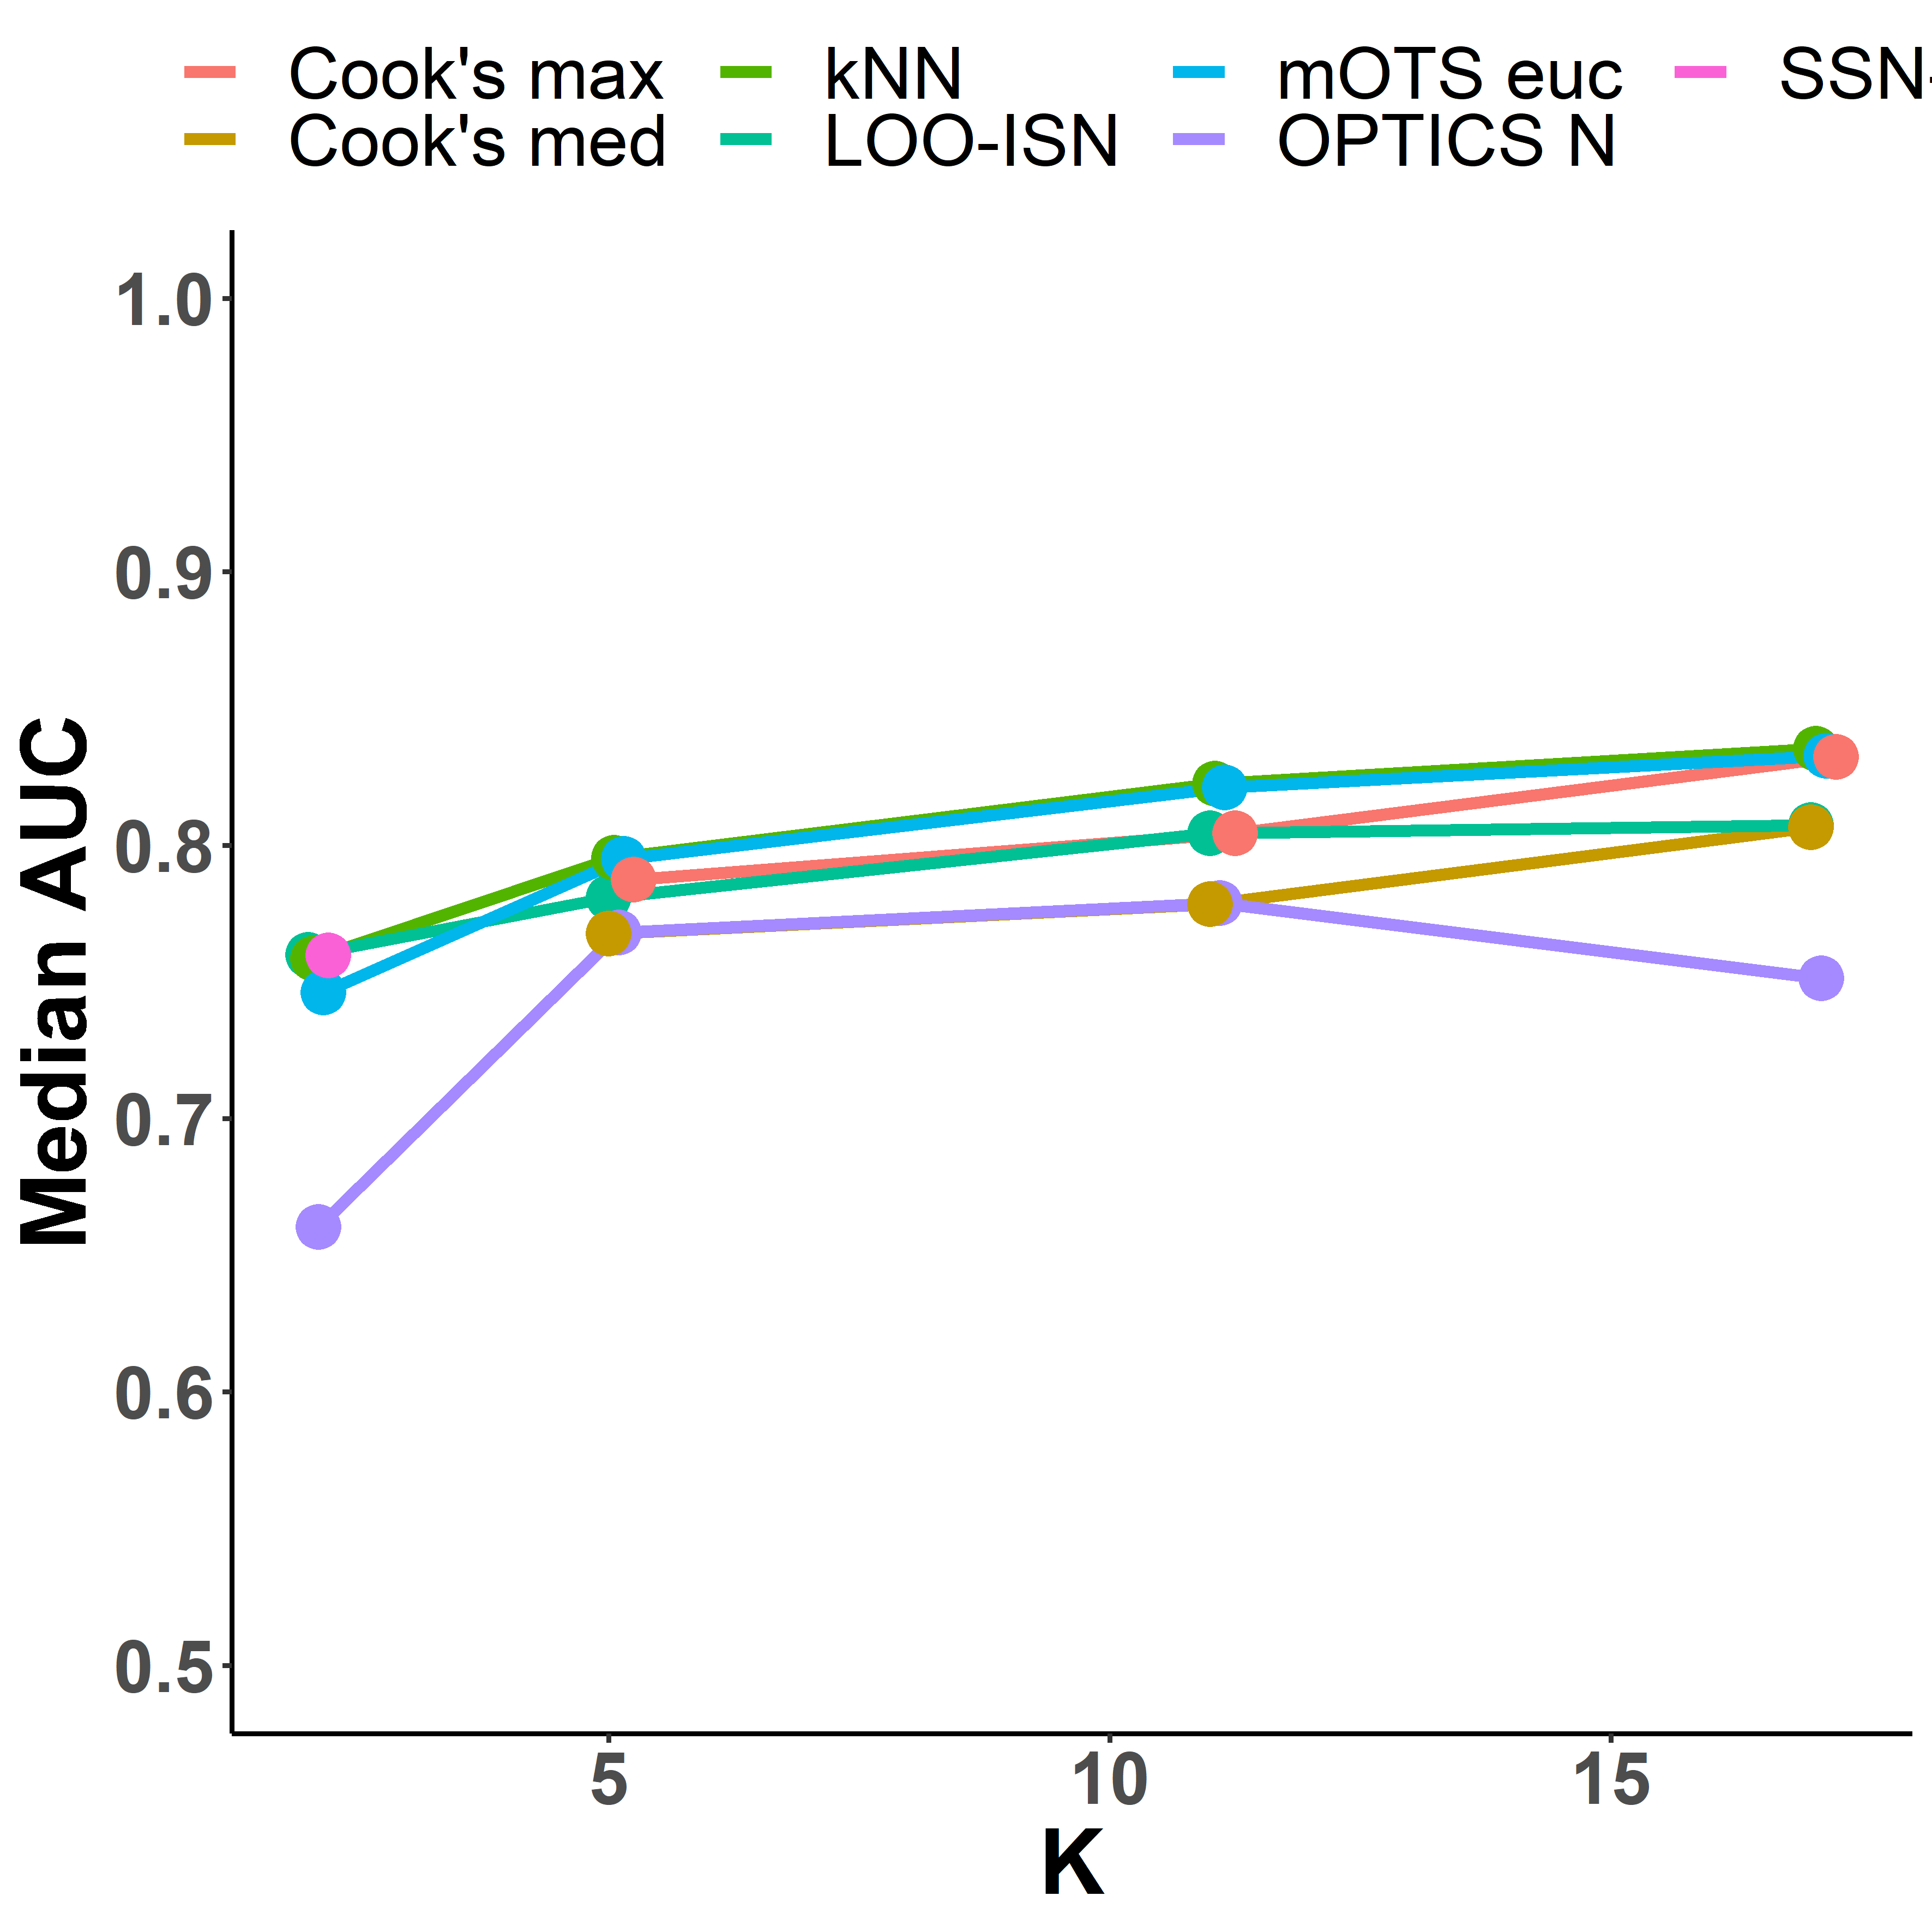 Cook's max kNN mOTS euc SSN-
Cook's med LOO-ISN OPTICS N
1.0
0.9
0.8
0.7
0.6
0.5
Median AUC
5 10 15
K